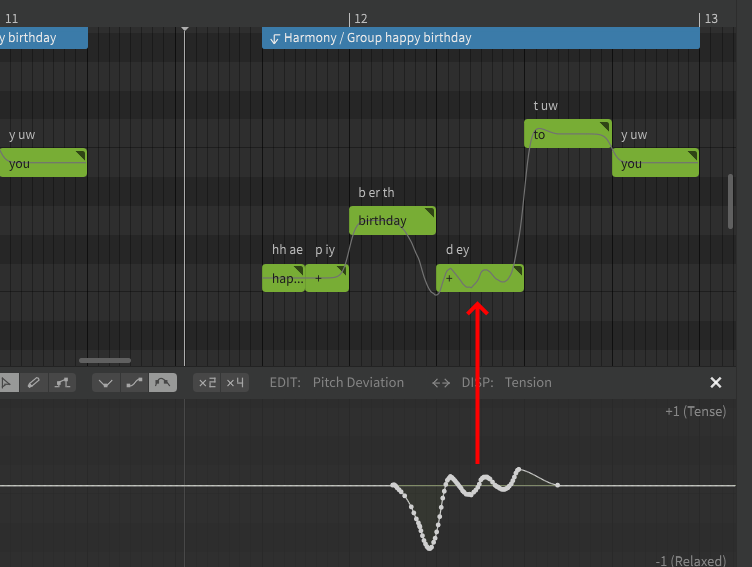 11 12 13
y birthday Harmony / Group happy birthday
t uw
y uw to y uw
you you
b er th
birthday
hh ae p iy d ey
hap... + +
×2 ×4 EDIT: Pitch Deviation DISP: Tension
+1 (Tense)
-1 (Relaxed)